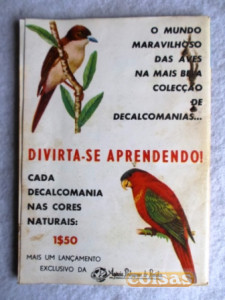 O MUNDO
MARAVILHOSO
DAS AVES
NA MAIS BELA
COLECÇÃO
DE
DECALCOMANIAS...
DIVIRTA-SE APRENDENDO!
CADA
DECALCOMANIA
NAS CORES
NATURAIS:
1$50
MAIS UM LANÇAMENTO
EXCLUSIVO DA
coisas